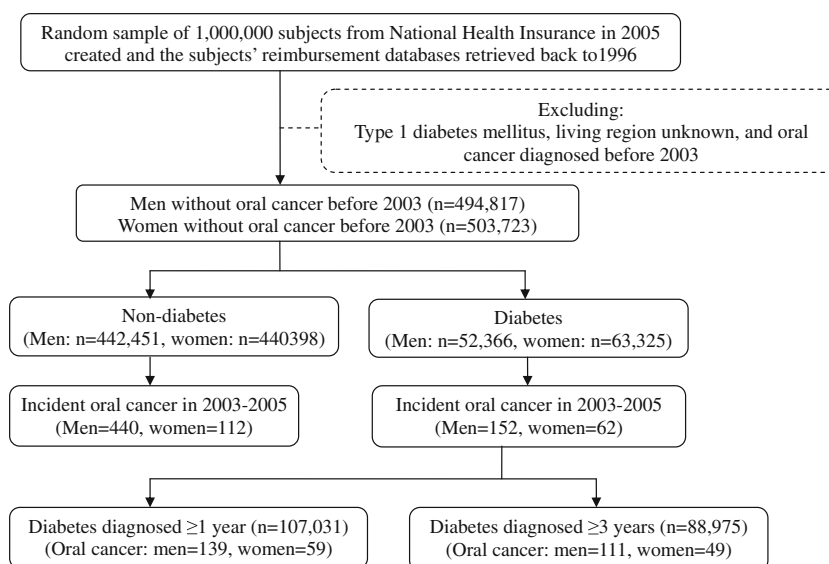 Random sample of 1,000,000 subjects from National Health Insurance in 2005
created and the subjects' reimbursement databases retrieved back to1996
Excluding:
Type 1 diabetes mellitus, living region unknown, and oral
cancer diagnosed before 2003
Men without oral cancer before 2003 (n=494,817)
Women without oral cancer before 2003 (n=503,723)
Non-diabetes
(Men: n=442,451, women: n=440398)
Diabetes
(Men: n=52,366, women: n=63,325)
Incident oral cancer in 2003-2005
(Men=440, women=112)
Incident oral cancer in 2003-2005
(Men=152, women=62)
Diabetes diagnosed ≥1 year (n=107,031)
(Oral cancer: men=139, women=59)
Diabetes diagnosed ≥3 years (n=88,975)
(Oral cancer: men=111, women=49)